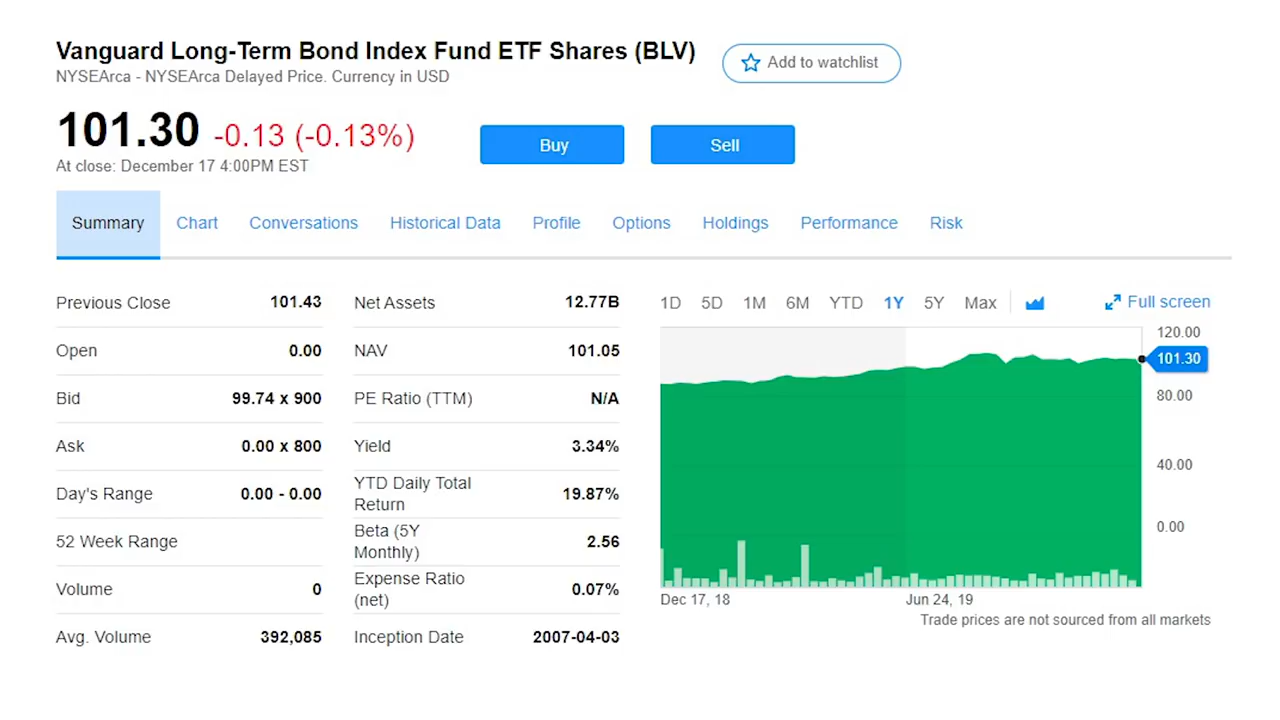 Vanguard Long-Term Bond Index Fund ETF Shares (BLV)
Add to watchlist
NYSEArca - NYSEArca Delayed Price. Currency in USD
101.30 -0.13 (-0.13%)
At close: December 17 4:00PM EST
Buy
Sell
Summary Chart Conversations Historical Data Profile Options Holdings Performance Risk
Previous Close 101.43
Open 0.00
Bid 99.74 x 900
Ask 0.00 x 800
Day's Range 0.00 - 0.00
52 Week Range
Volume 0
Avg. Volume 392,085
Net Assets 12.77B
NAV 101.05
PE Ratio (TTM) N/A
Yield 3.34%
YTD Daily Total
Return 19.87%
Beta (5Y
Monthly) 2.56
Expense Ratio
(net) 0.07%
Inception Date 2007-04-03
1D 5D 1M 6M YTD 1Y 5Y Max
Full screen
120.00
101.30
80.00
40.00
0.00
Dec 17, 18 Jun 24, 19
Trade prices are not sourced from all markets